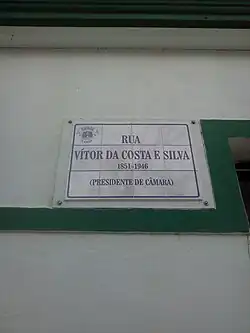 RUA
VÍTOR DA COSTA E SILVA
1851-1946
(PRESIDENTE DE CÂMARA)